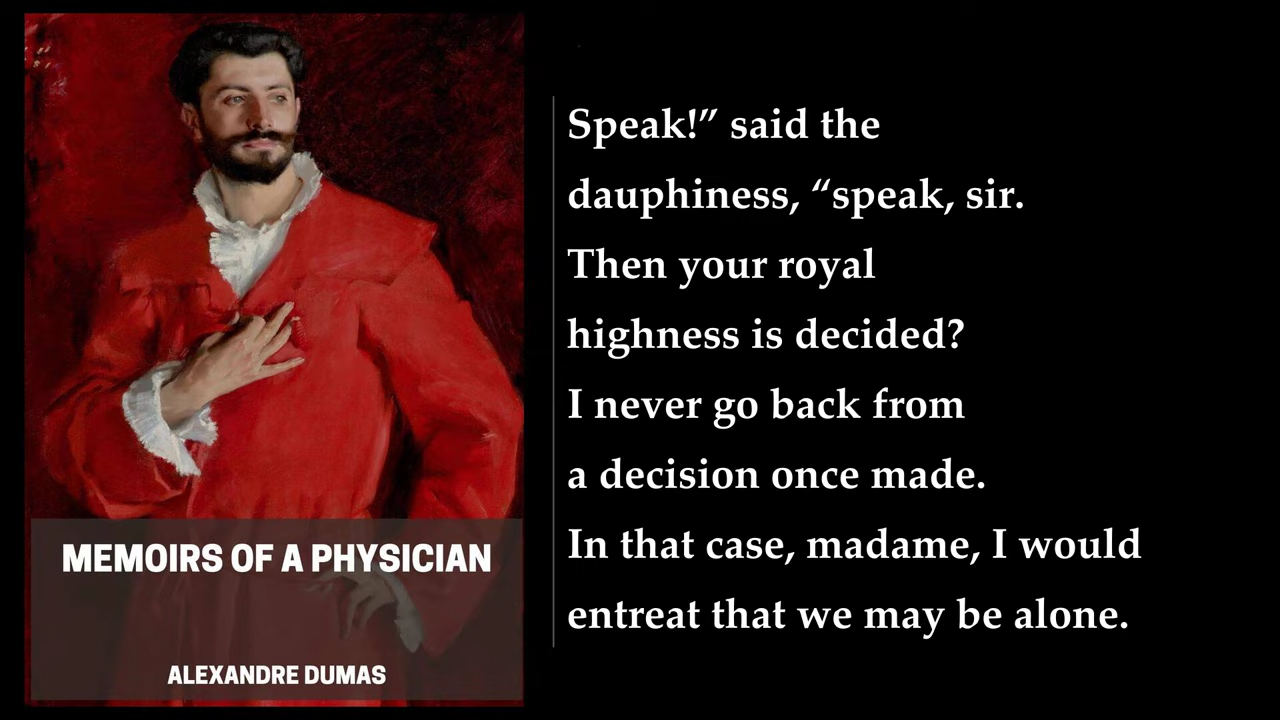 MEMOIRS OF A PHYSICIAN
ALEXANDRE DUMAS
Speak!” said the
dauphiness, “speak, sir.
Then your royal
highness is decided?
I never go back from
a decision once made.
In that case, madame, I would
entreat that we may be alone.